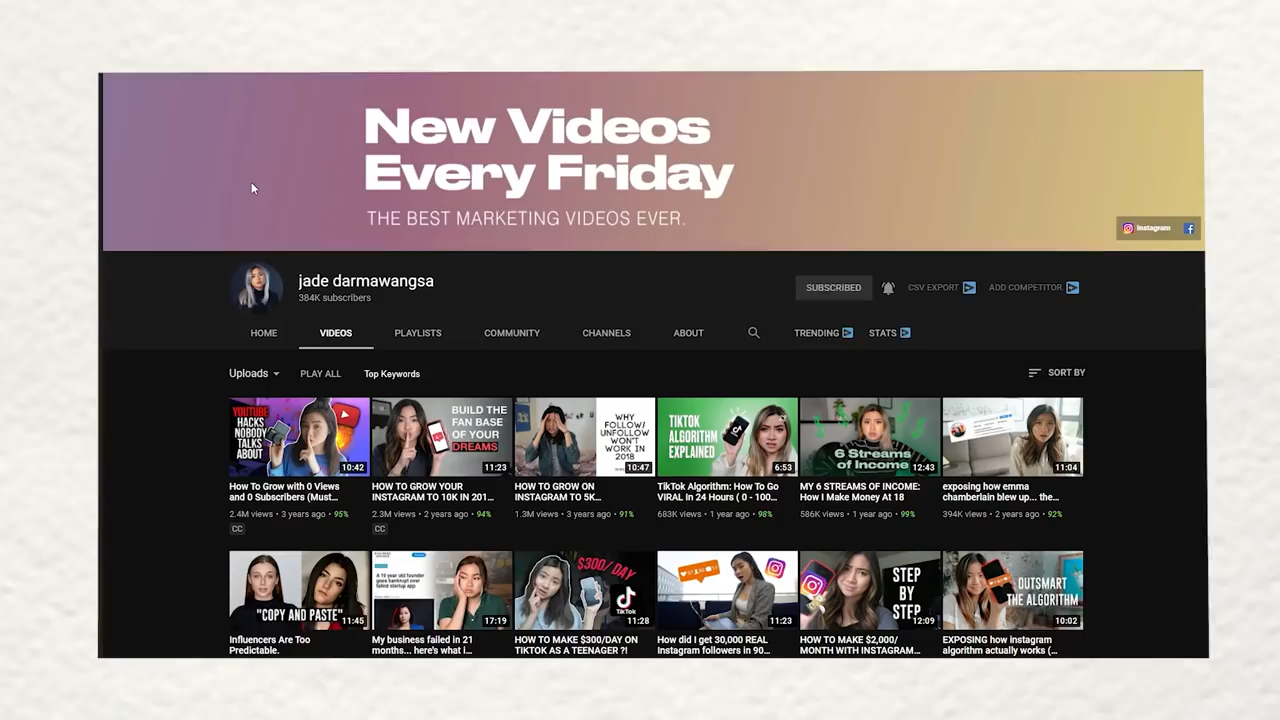 New Videos
Every Friday
THE BEST MARKETING VIDEOS EVER.
Instagram
jade darmawangsa
384K subscribers
SUBSCRIBED
CSV EXPORT
ADD COMPETITOR
HOME
VIDEOS
PLAYLISTS
COMMUNITY
CHANNELS
ABOUT
TRENDING
STATS
Uploads
PLAY ALL
Top Keywords
SORT BY
YOUTUBE
HACKS
NOBODY
TALKS
ABOUT
10:42
BUILD THE
FAN BASE
OF YOUR
DREAMS
11:23
WHY
FOLLOW/
UNFOLLOW
WON'T
WORK IN
2018
10:47
TIKTOK
ALGORITHM
EXPLAINED
6:53
6 Streams
of Income
12:43
11:04
How To Grow with 0 Views
and 0 Subscribers (Must...
2.4M views • 3 years ago • 95%
CC
HOW TO GROW YOUR
INSTAGRAM TO 10K IN 201...
2.3M views • 2 years ago • 94%
CC
HOW TO GROW ON
INSTAGRAM TO 5K...
1.3M views • 3 years ago • 91%
TikTok Algorithm: How To Go
VIRAL In 24 Hours ( 0 - 100...
683K views • 1 year ago • 98%
MY 6 STREAMS OF INCOME:
How I Make Money At 18
586K views • 1 year ago • 99%
exposing how emma
chamberlain blew up... the...
394K views • 2 years ago • 92%
"COPY AND PASTE"
11:45
A 19 year old founder
goes bankrupt over
failed startup app
17:19
$300/DAY
TikTok
11:28
11:23
STEP
BY
STEP
12:09
OUTSMART
THE ALGORITHM
10:02
Influencers Are Too
Predictable.
My business failed in 21
months... here's what i...
HOW TO MAKE $300/DAY ON
TIKTOK AS A TEENAGER ?!
How did I get 30,000 REAL
Instagram followers in 90...
HOW TO MAKE $2,000/
MONTH WITH INSTAGRAM...
EXPOSING how instagram
algorithm actually works (...